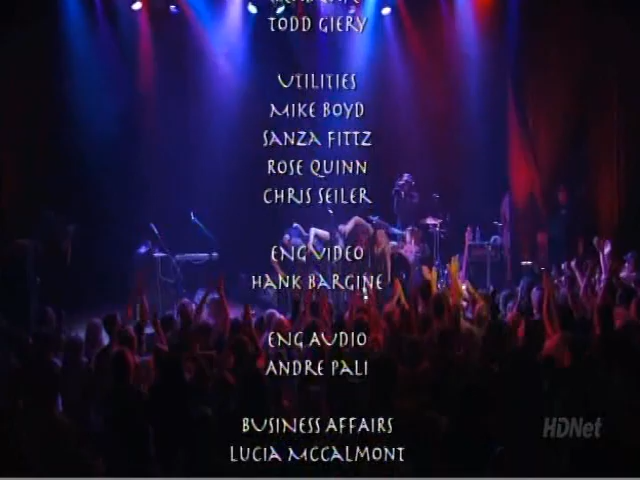 TODD GIERY
UTILITIES
MIKE BOYD
SANZA FITTZ
ROSE QUINN
CHRIS SEILER
ENG VIDEO
HANK BARGINE
ENG AUDIO
ANDRE PALI
BUSINESS AFFAIRS
LUCIA MCCALMONT
HDNet